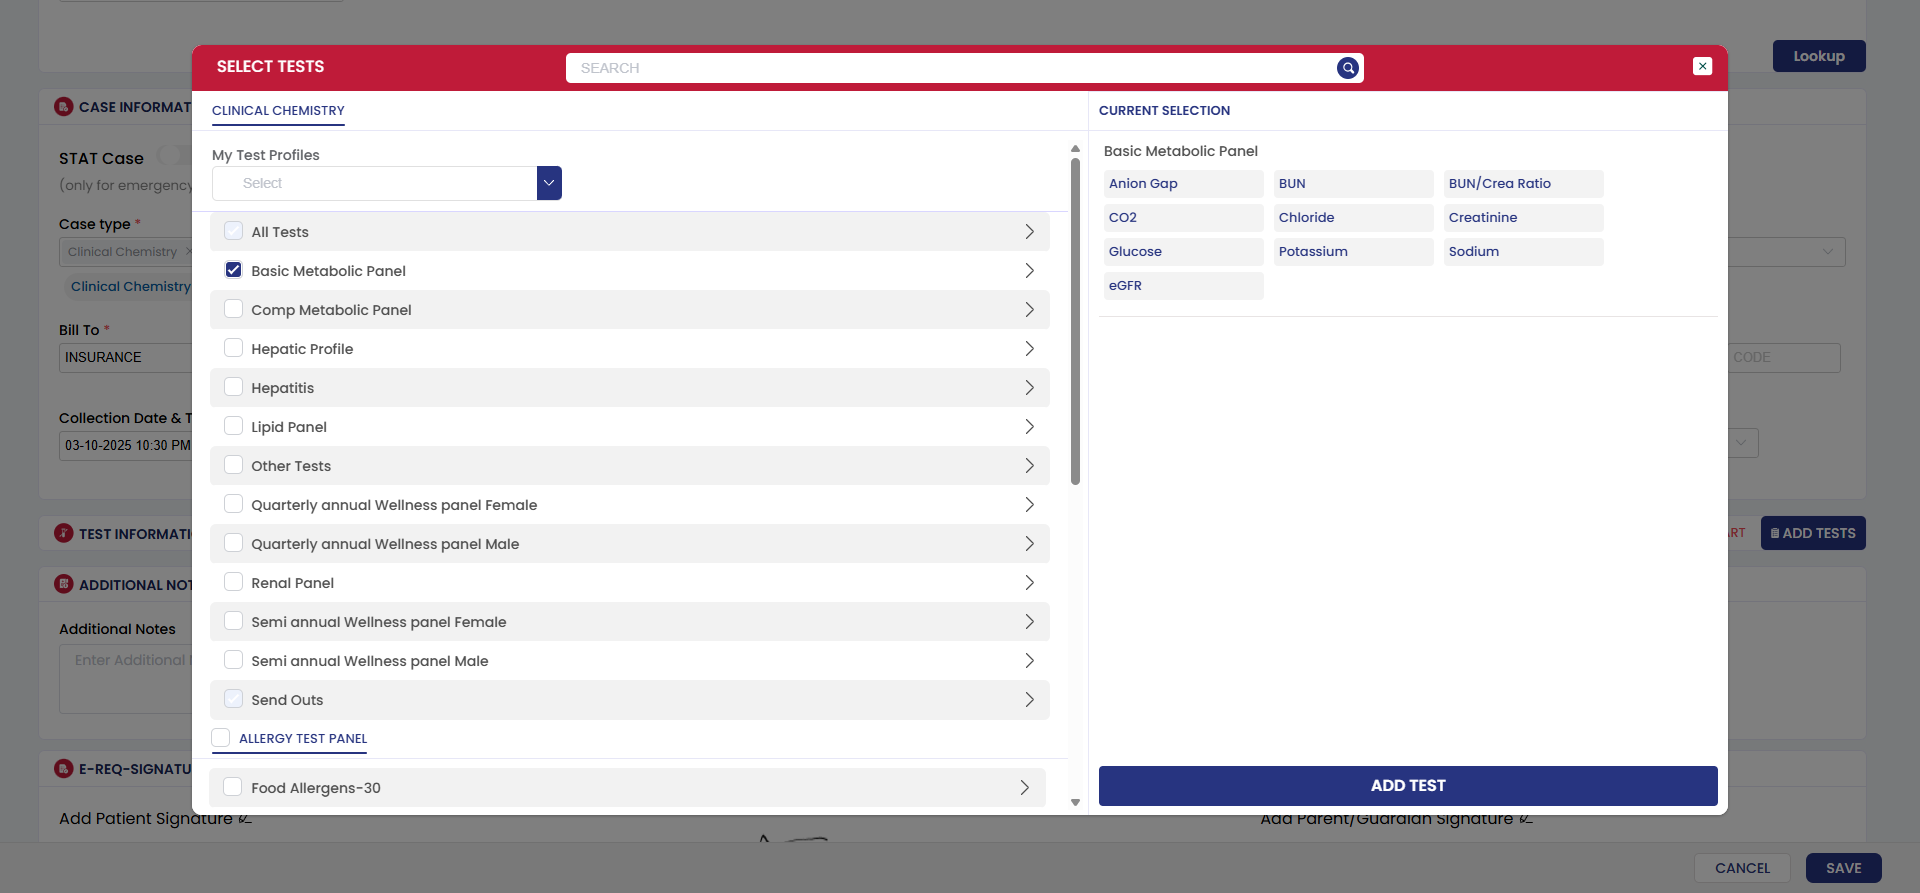 Lookup
SELECT TESTS
SEARCH
CASE INFORMAT
STAT Case
(only for emergency
Case type *
Clinical Chemistry ×
Clinical Chemistry
Bill To *
INSURANCE
CODE
Collection Date & T
03-10-2025 10:30 PM
TEST INFORMATI
ART
ADD TESTS
ADDITIONAL NOT
Additional Notes
Enter Additional
E-REQ-SIGNATU
Add Patient Signature
Add Parent/Guardian Signature
CLINICAL CHEMISTRY
My Test Profiles
Select
All Tests
Basic Metabolic Panel
Comp Metabolic Panel
Hepatic Profile
Hepatitis
Lipid Panel
Other Tests
Quarterly annual Wellness panel Female
Quarterly annual Wellness panel Male
Renal Panel
Semi annual Wellness panel Female
Semi annual Wellness panel Male
Send Outs
ALLERGY TEST PANEL
Food Allergens-30
CURRENT SELECTION
Basic Metabolic Panel
Anion Gap BUN BUN/Crea Ratio
CO2 Chloride Creatinine
Glucose Potassium Sodium
eGFR
ADD TEST
CANCEL SAVE